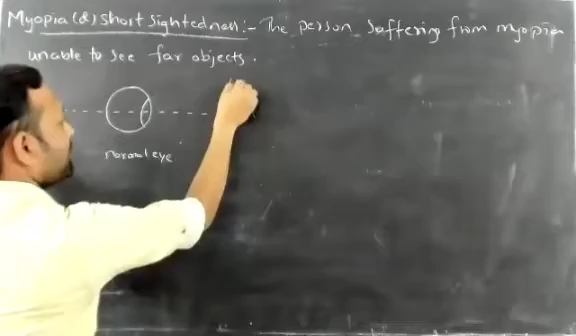 Myopia (or) Short Sightedness:- The person Suffering from myopia
unable to see far objects.
normal eye